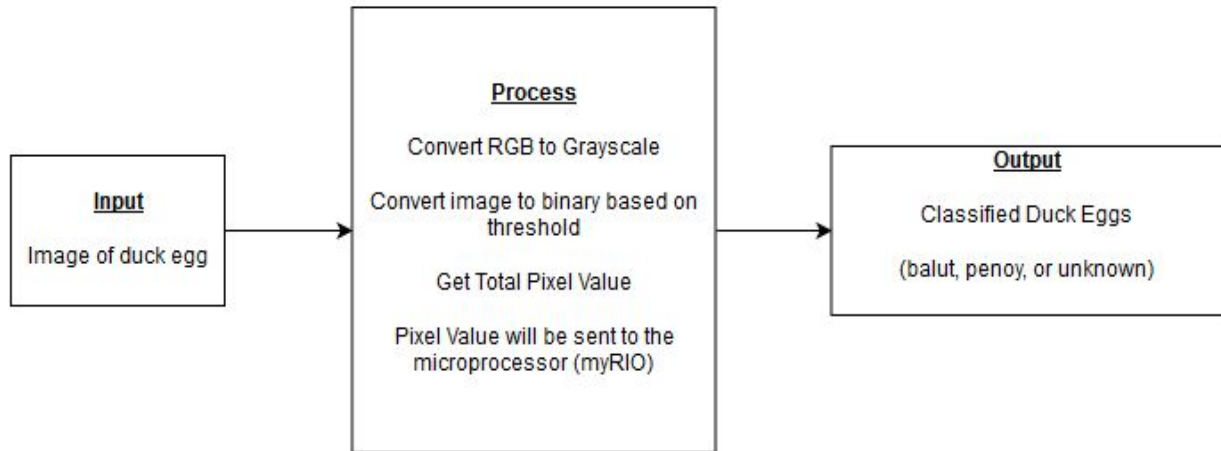 Input
Image of duck egg
Process
Convert RGB to Grayscale
Convert image to binary based on
threshold
Get Total Pixel Value
Pixel Value will be sent to the
microprocessor (myRIO)
Output
Classified Duck Eggs
(balut, penoy, or unknown)